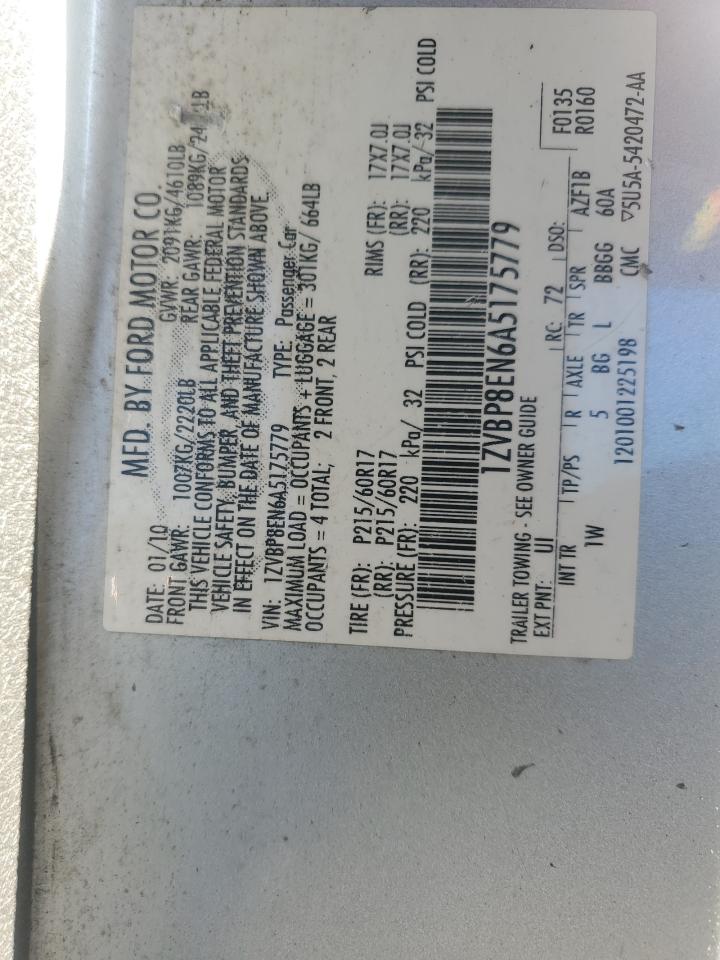 MFD. BY FORD MOTOR CO.
DATE: 01/10 GVWR: 2091KG/4610LB
FRONT GAWR: 1007KG/2220LB REAR GAWR: 1089KG/
THIS VEHICLE CONFORMS TO ALL APPLICABLE FEDERAL MOTOR
VEHICLE SAFETY, BUMPER, AND THEFT PREVENTION STANDARDS
IN EFFECT ON THE DATE OF MANUFACTURE SHOWN ABOVE.
VIN: 1ZVBP8EN6A5175779 TYPE: Passenger Car
MAXIMUM LOAD = OCCUPANTS + LUGGAGE = 301KG/ 664LB
OCCUPANTS = 4 TOTAL; 2 FRONT, 2 REAR
TIRE (FR): P215/60R17 RIMS (FR): 17X7.0J
(RR): P215/60R17 (RR): 17X7.0J
PRESSURE (FR): 220 kPa/ 32 PSI COLD (RR): 220 kPa/ 32 PSI COLD
1ZVBP8EN6A5175779
TRAILER TOWING - SEE OWNER GUIDE
EXT PNT: UI RC: 72 DSO: F0135
R0160
INT TR TP/PS R AXLE TR SPR AZF1B
1W 5 BG L BBGG 60A
1201001225198 CMC ▽5U5A-5420472-AA